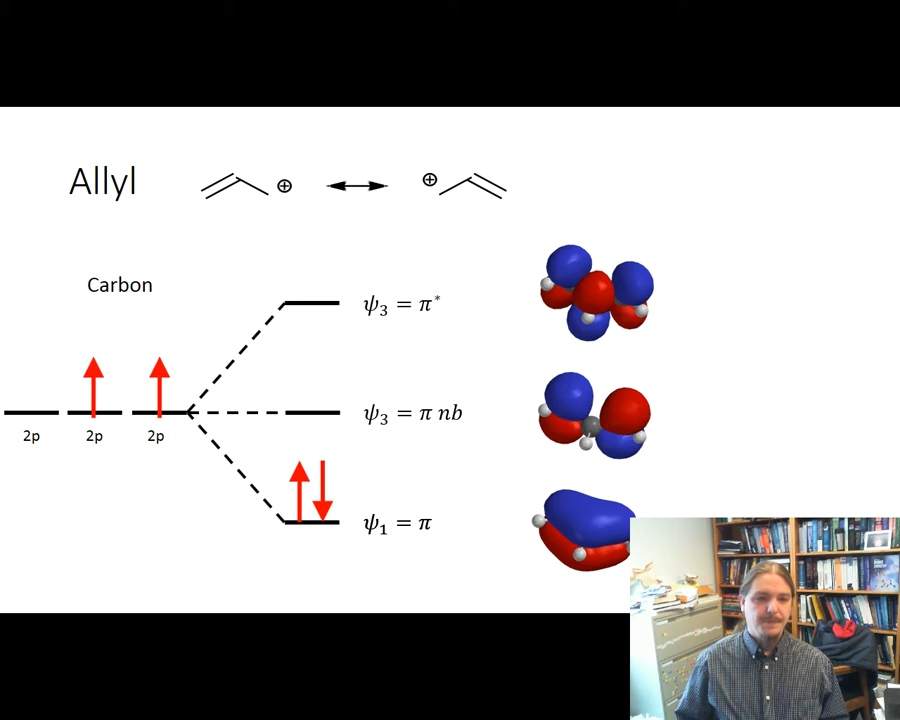 Allyl
⊕
⊕
Carbon
ψ₃ = π*
ψ₃ = π nb
2p 2p 2p
ψ₁ = π